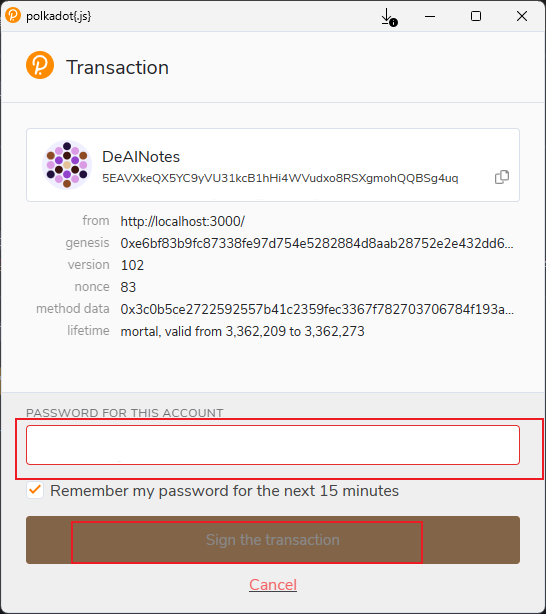 polkadot{.js}
Transaction
DeAINotes
5EAVXkeQX5YC9yVU31kcB1hHi4WVudxo8RSXgmohQQBSg4uq
from http://localhost:3000/
genesis 0xe6bf83b9fc87338fe97d754e5282884d8aab28752e2e432dd6...
version 102
nonce 83
method data 0x3c0b5ce2722592557b41c2359fec3367f782703706784f193a...
lifetime mortal, valid from 3,362,209 to 3,362,273
PASSWORD FOR THIS ACCOUNT
Remember my password for the next 15 minutes
Sign the transaction
Cancel